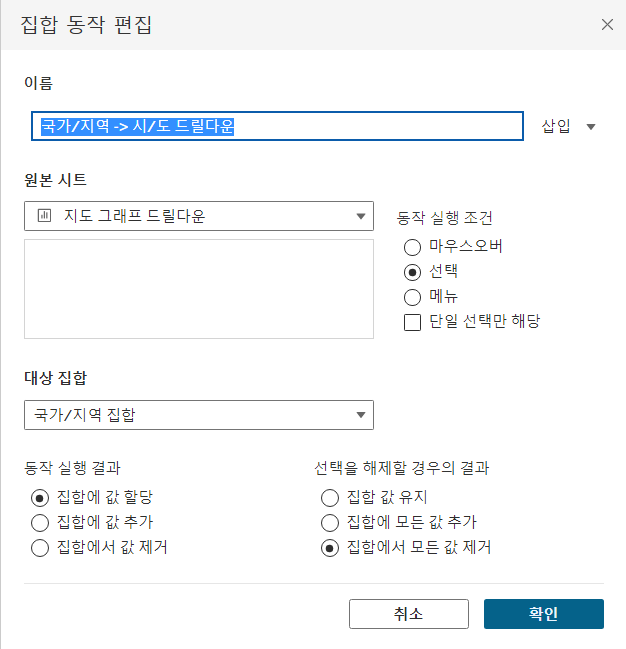 집합 동작 편집
이름
국가/지역 -> 시/도 드릴다운
삽입
원본 시트
지도 그래프 드릴다운
동작 실행 조건
마우스오버
선택
메뉴
단일 선택만 해당
대상 집합
국가/지역 집합
동작 실행 결과
집합에 값 할당
집합에 값 추가
집합에서 값 제거
선택을 해제할 경우의 결과
집합 값 유지
집합에 모든 값 추가
집합에서 모든 값 제거
취소
확인